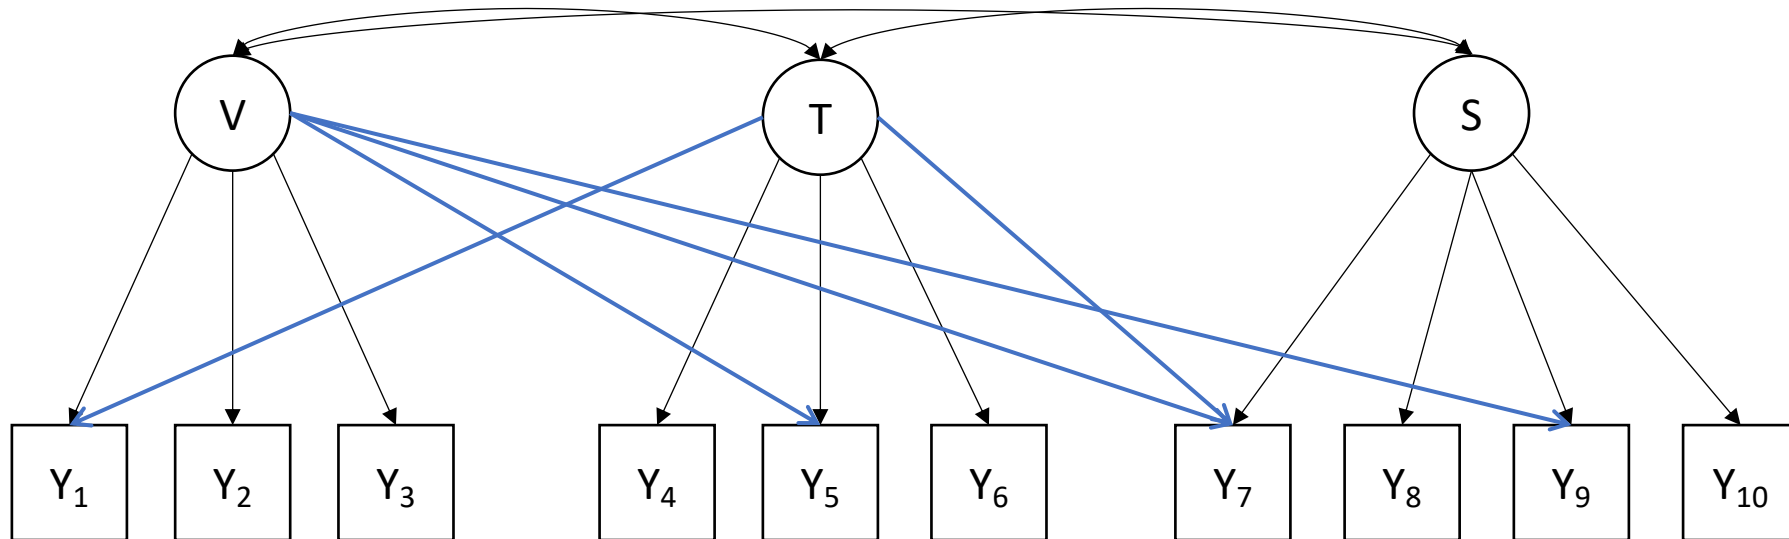 V T S
Y₁ Y₂ Y₃ Y₄ Y₅ Y₆ Y₇ Y₈ Y₉ Y₁₀